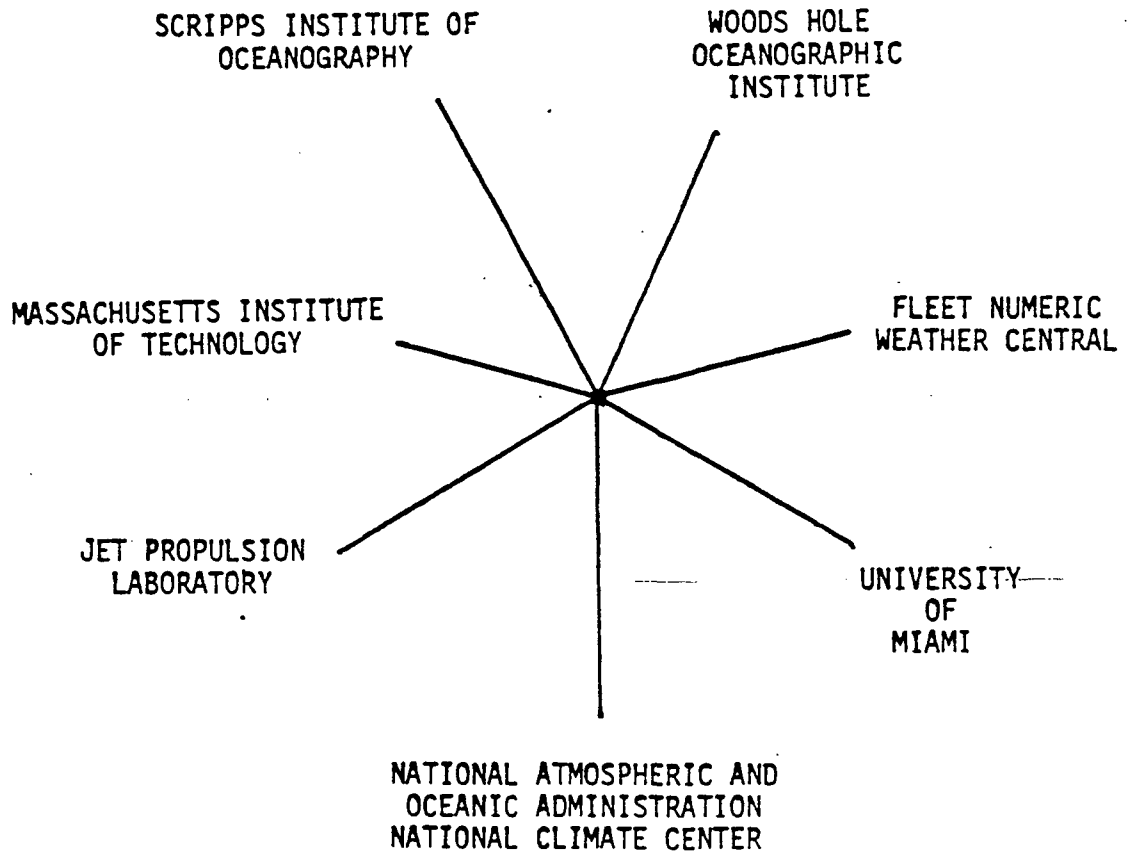 SCRIPPS INSTITUTE OF
OCEANOGRAPHY
WOODS HOLE
OCEANOGRAPHIC
INSTITUTE
MASSACHUSETTS INSTITUTE
OF TECHNOLOGY
FLEET NUMERIC
WEATHER CENTRAL
JET PROPULSION
LABORATORY
UNIVERSITY
OF
MIAMI
NATIONAL ATMOSPHERIC AND
OCEANIC ADMINISTRATION
NATIONAL CLIMATE CENTER